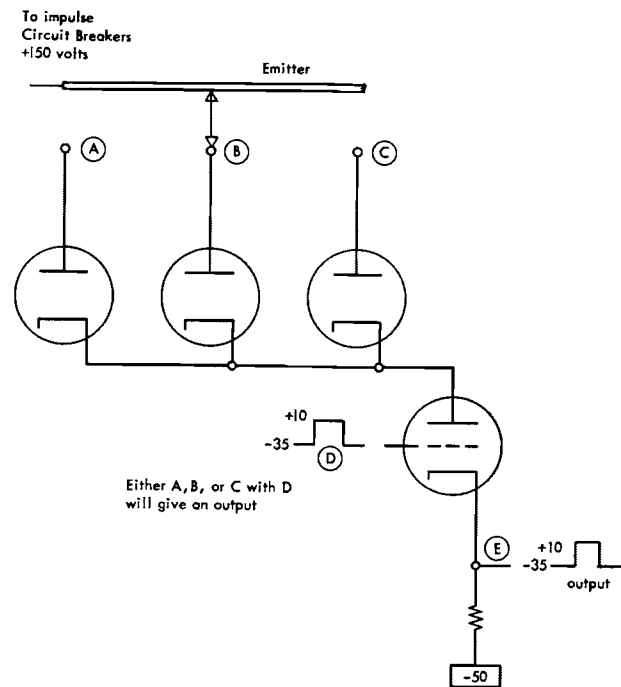 To impulse
Circuit Breakers
+150 volts
Emitter
A
B
C
+10
-35
D
Either A, B, or C with D
will give an output
E
+10
-35
output
-50